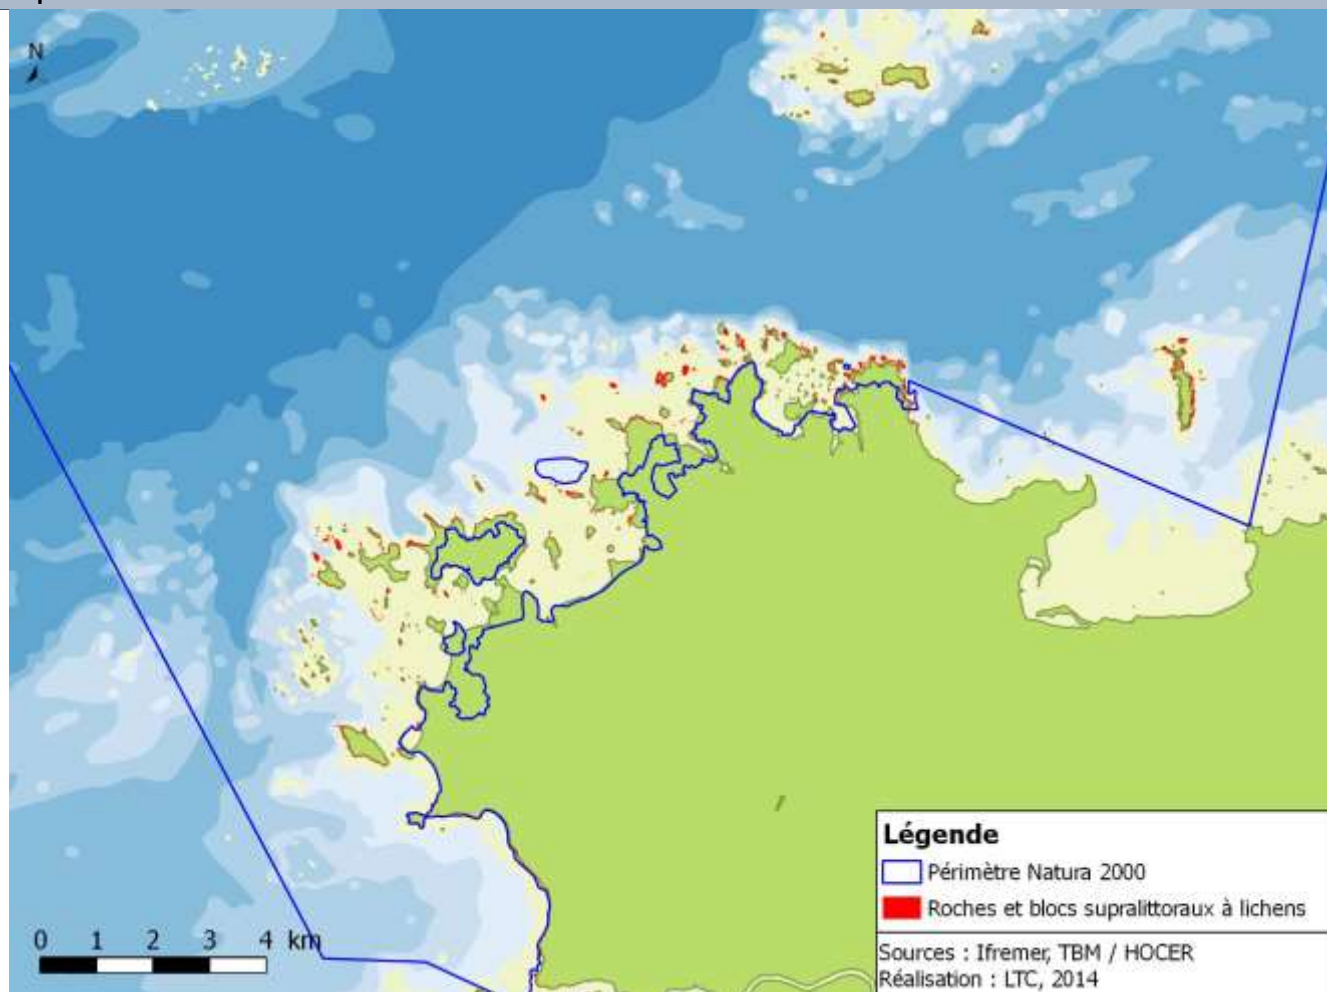 N
0 1 2 3 4 km
Légende
Périmètre Natura 2000
Roches et blocs supralittoraux à lichens
Sources : Ifremer, TBM / HOCER
Réalisation : LTC, 2014